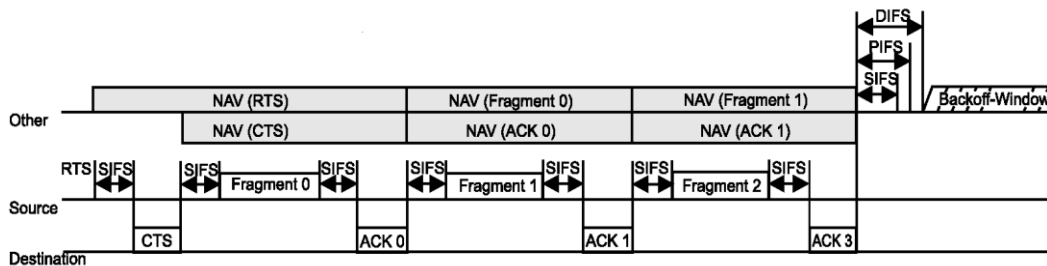 DIFS
PIFS
SIFS
NAV (RTS) NAV (Fragment 0) NAV (Fragment 1) Backoff-Window
Other
NAV (CTS) NAV (ACK 0) NAV (ACK 1)
RTS SIFS SIFS SIFS SIFS SIFS SIFS SIFS
Fragment 0 Fragment 1 Fragment 2
Source
CTS ACK 0 ACK 1 ACK 3
Destination